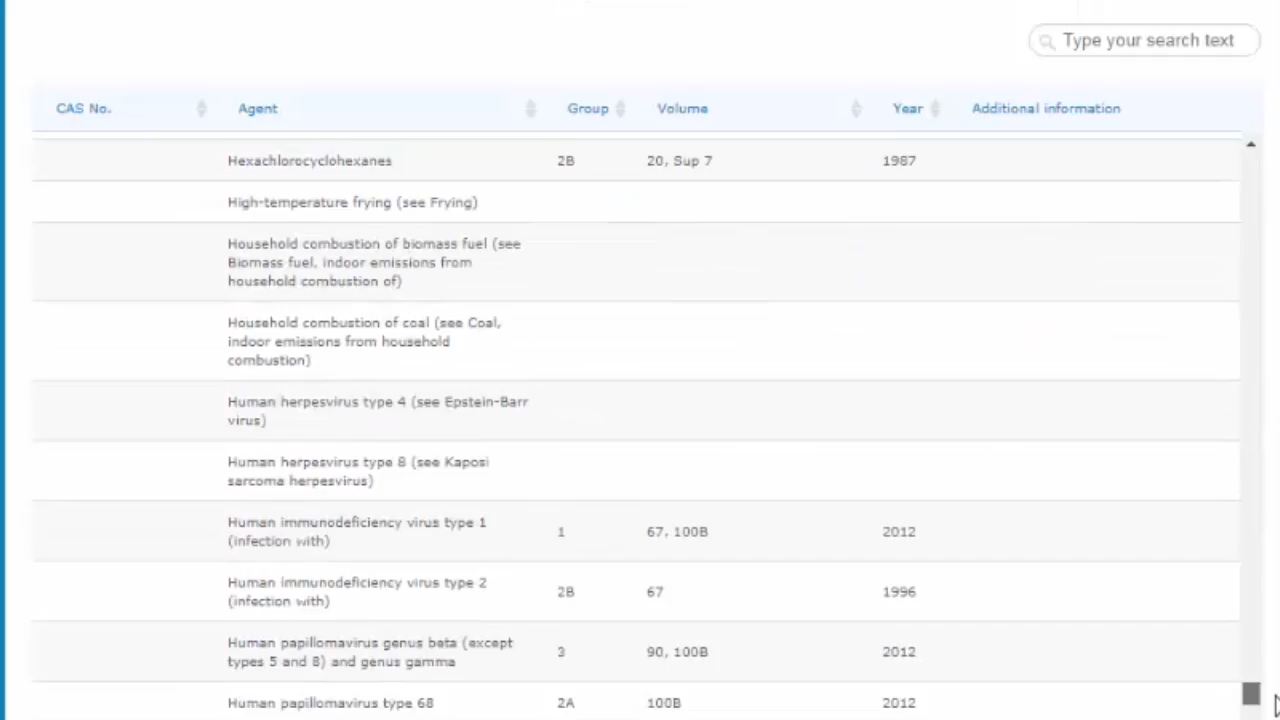 Type your search text
CAS No. Agent Group Volume Year Additional information
Hexachlorocyclohexanes 2B 20, Sup 7 1987
High-temperature frying (see Frying)
Household combustion of biomass fuel (see
Biomass fuel, indoor emissions from
household combustion of)
Household combustion of coal (see Coal,
indoor emissions from household
combustion)
Human herpesvirus type 4 (see Epstein-Barr
virus)
Human herpesvirus type 8 (see Kaposi
sarcoma herpesvirus)
Human immunodeficiency virus type 1
(infection with) 1 67, 100B 2012
Human immunodeficiency virus type 2
(infection with) 2B 67 1996
Human papillomavirus genus beta (except
types 5 and 8) and genus gamma 3 90, 100B 2012
Human papillomavirus type 68 2A 100B 2012